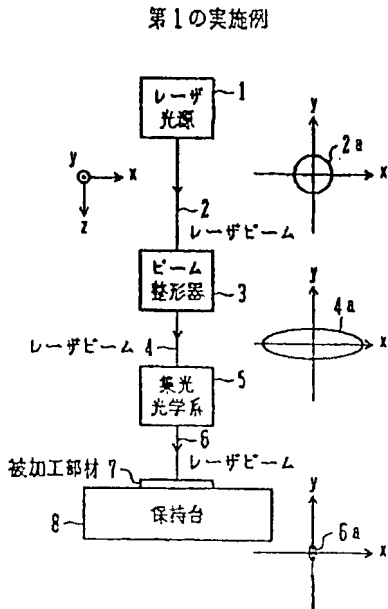 第1の実施例
レーザ
光源
1
y
x
z
2
レーザビーム
y
2a
x
ビーム
整形器
3
レーザビーム 4
y
4a
x
集光
光学系
5
6
レーザビーム
被加工部材 7
8
保持台
y
6a
x